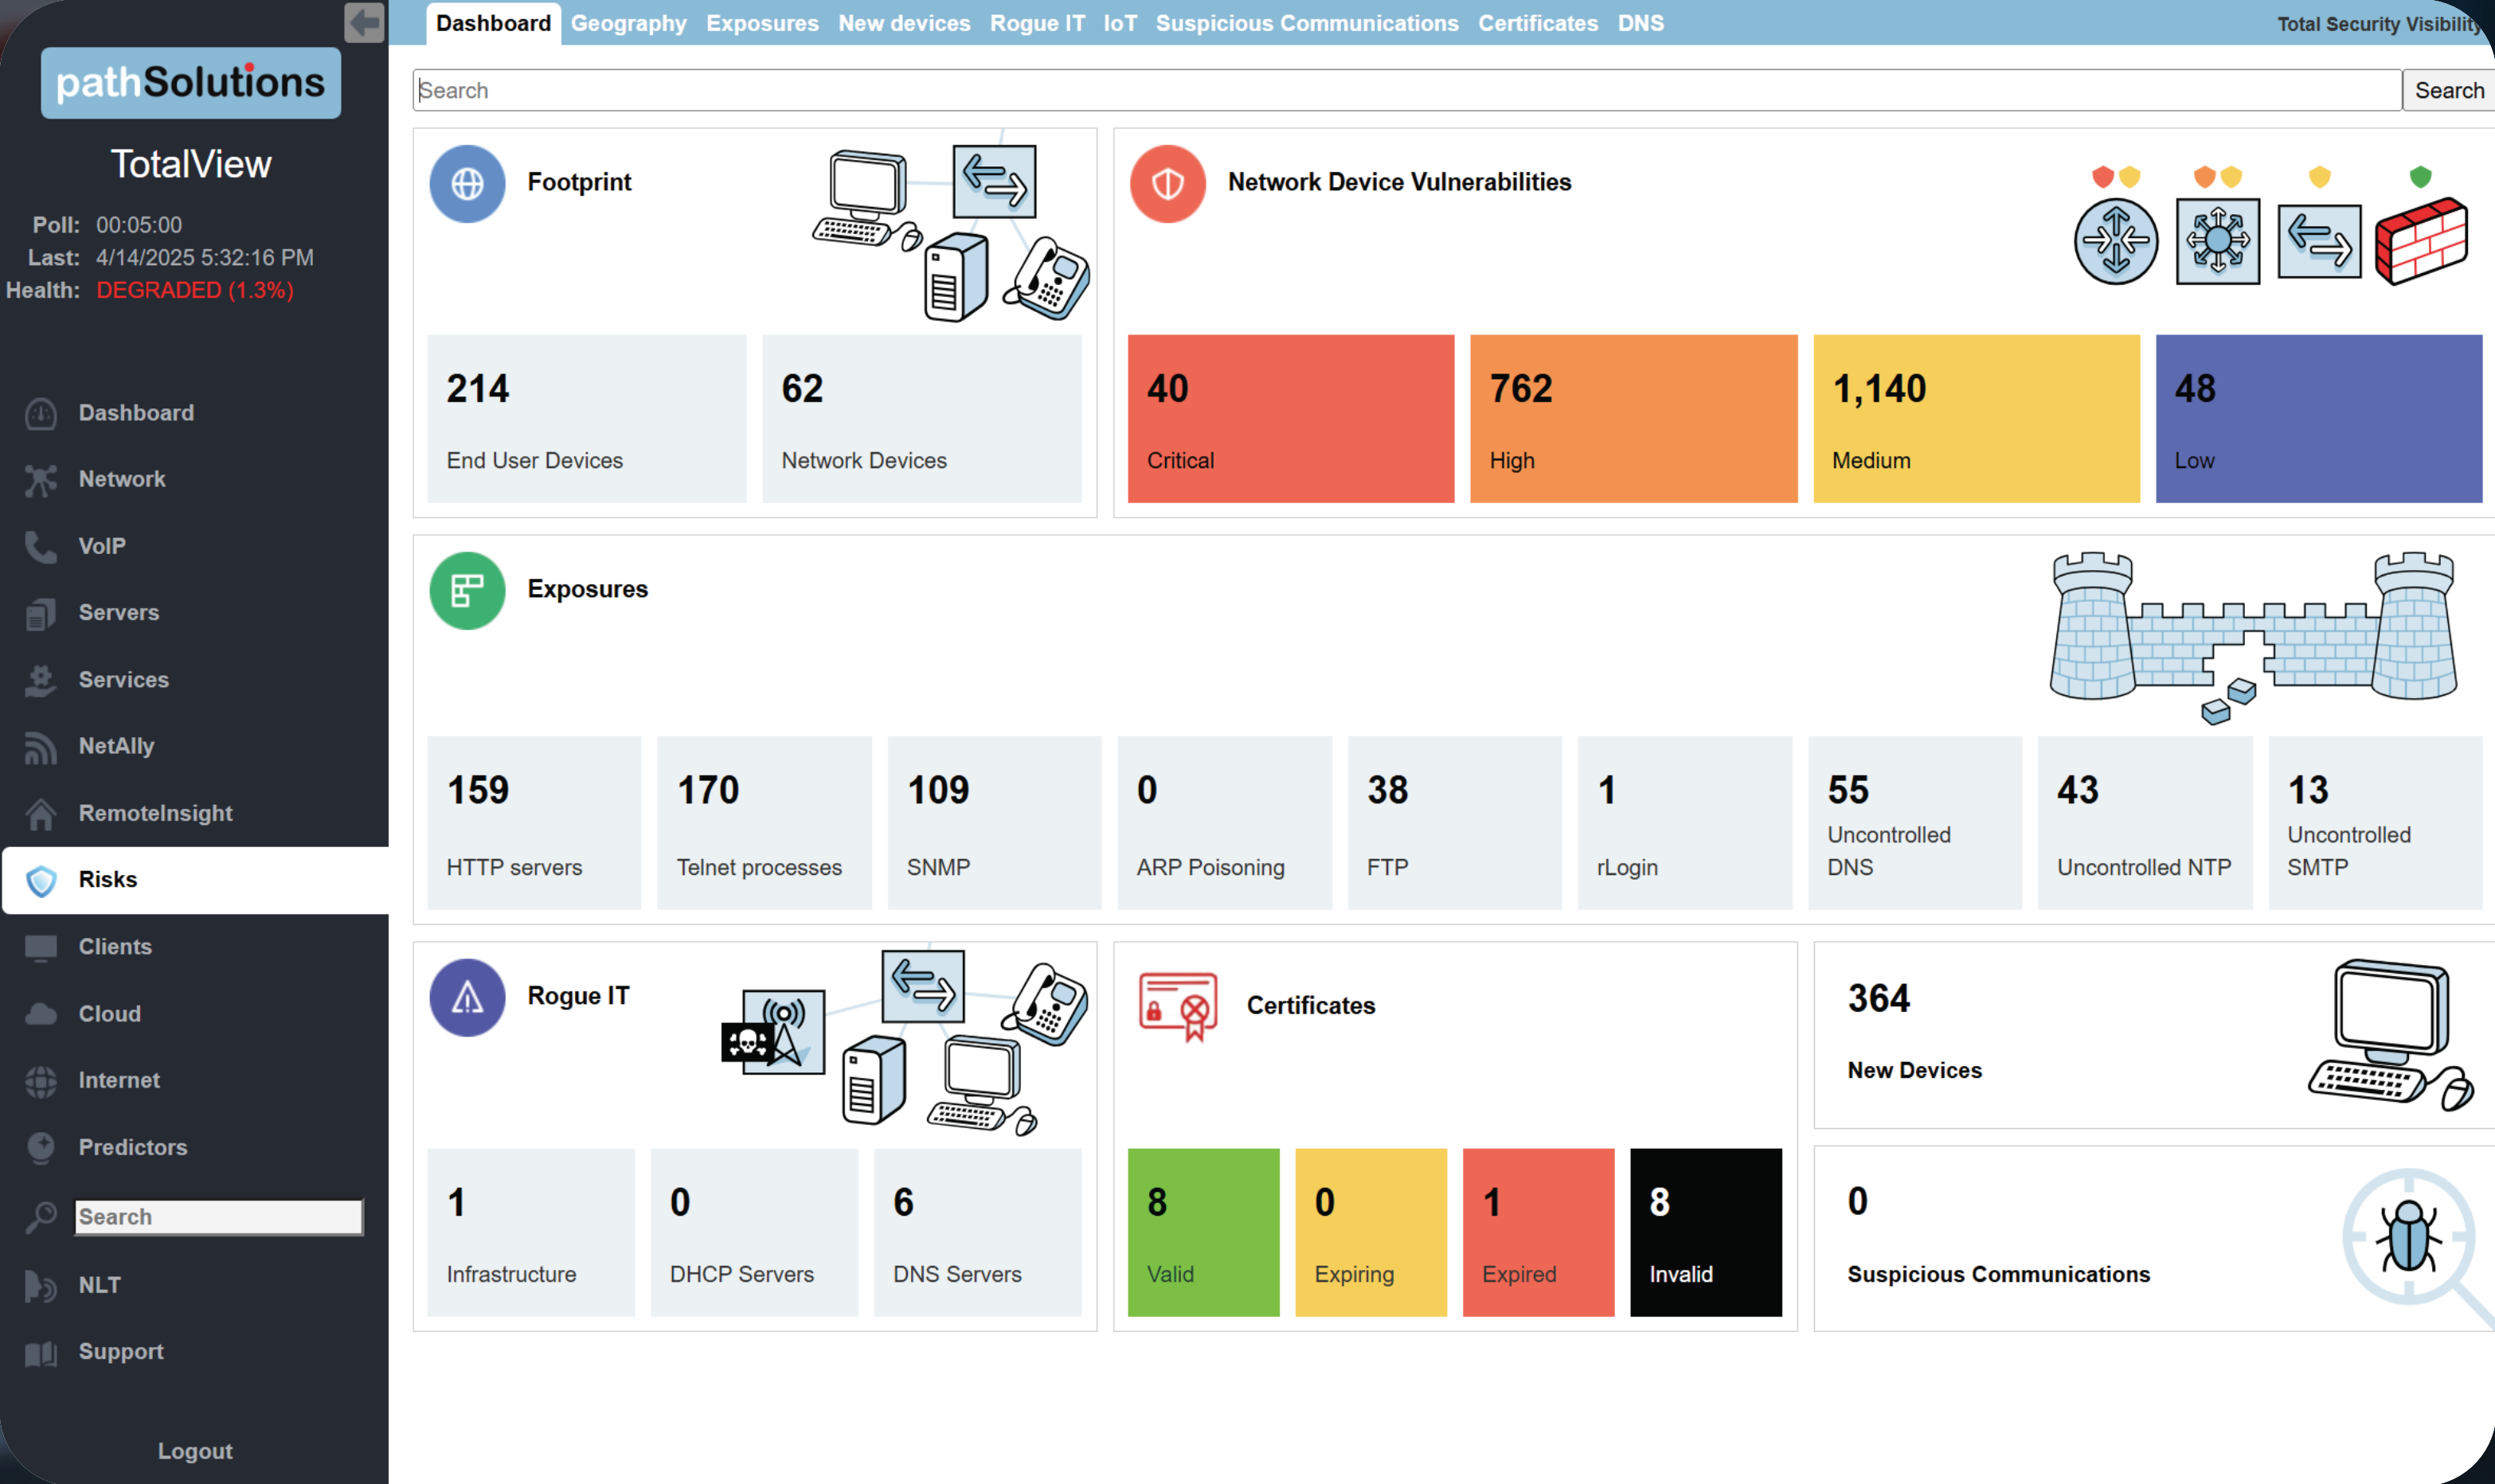 pathSolutions
TotalView
Poll: 00:05:00
Last: 4/14/2025 5:32:16 PM
Health: DEGRADED (1.3%)
Dashboard
Network
VoIP
Servers
Services
NetAlly
RemoteInsight
Risks
Clients
Cloud
Internet
Predictors
Search
NLT
Support
Logout
Dashboard Geography Exposures New devices Rogue IT IoT Suspicious Communications Certificates DNS Total Security Visibility
Search Search
Footprint
214
End User Devices
62
Network Devices
Network Device Vulnerabilities
40
Critical
762
High
1,140
Medium
48
Low
Exposures
159
HTTP servers
170
Telnet processes
109
SNMP
0
ARP Poisoning
38
FTP
1
rLogin
55
Uncontrolled
DNS
43
Uncontrolled NTP
13
Uncontrolled
SMTP
Rogue IT
1
Infrastructure
0
DHCP Servers
6
DNS Servers
Certificates
8
Valid
0
Expiring
1
Expired
8
Invalid
364
New Devices
0
Suspicious Communications